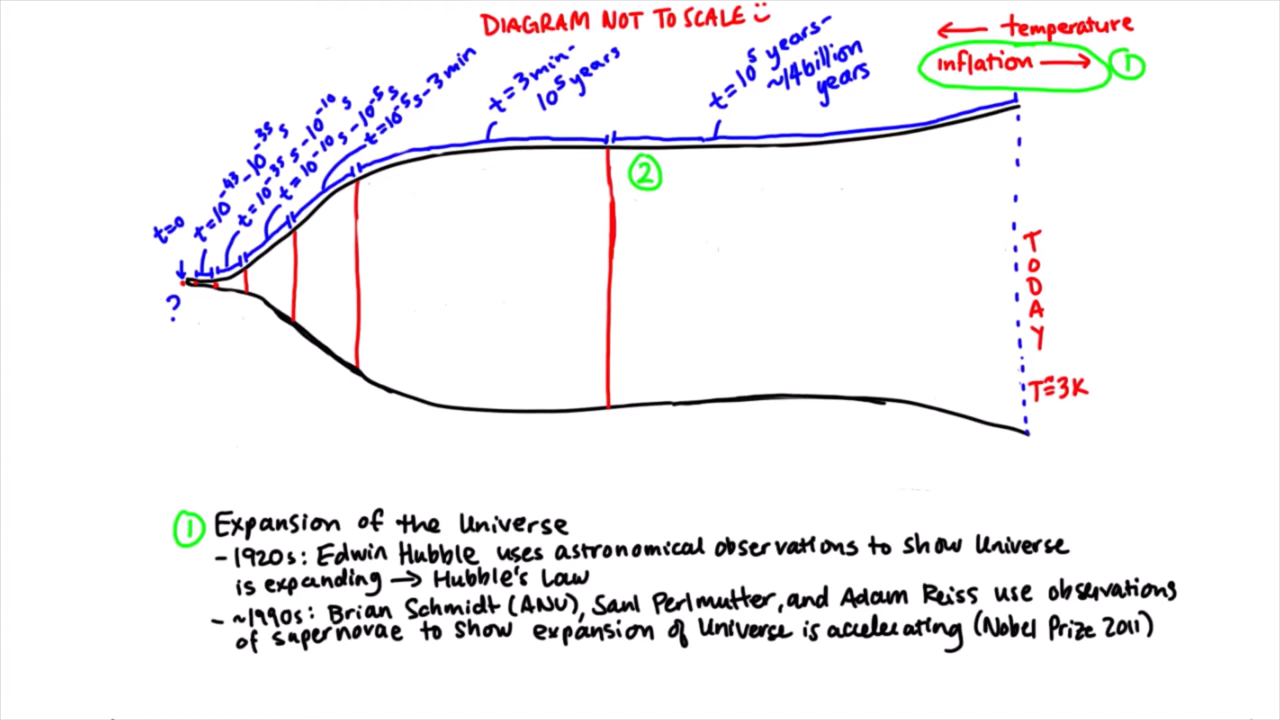 DIAGRAM NOT TO SCALE
← temperature
inflation → ①
t=0
t=10^-43 - 10^-35 s
t=10^-35 s - 10^-10 s
t=10^-10 s - 10^-5 s
t=10^-5 s - 3 min
t=3 min -
10^5 years
t=10^5 years -
~14 billion
years
?
②
TODAY
T≈3K
① Expansion of the Universe
- 1920s: Edwin Hubble uses astronomical observations to show Universe
is expanding → Hubble's Law
- ~1990s: Brian Schmidt (ANU), Saul Perlmutter, and Adam Reiss use observations
of supernovae to show expansion of Universe is accelerating (Nobel Prize 2011)